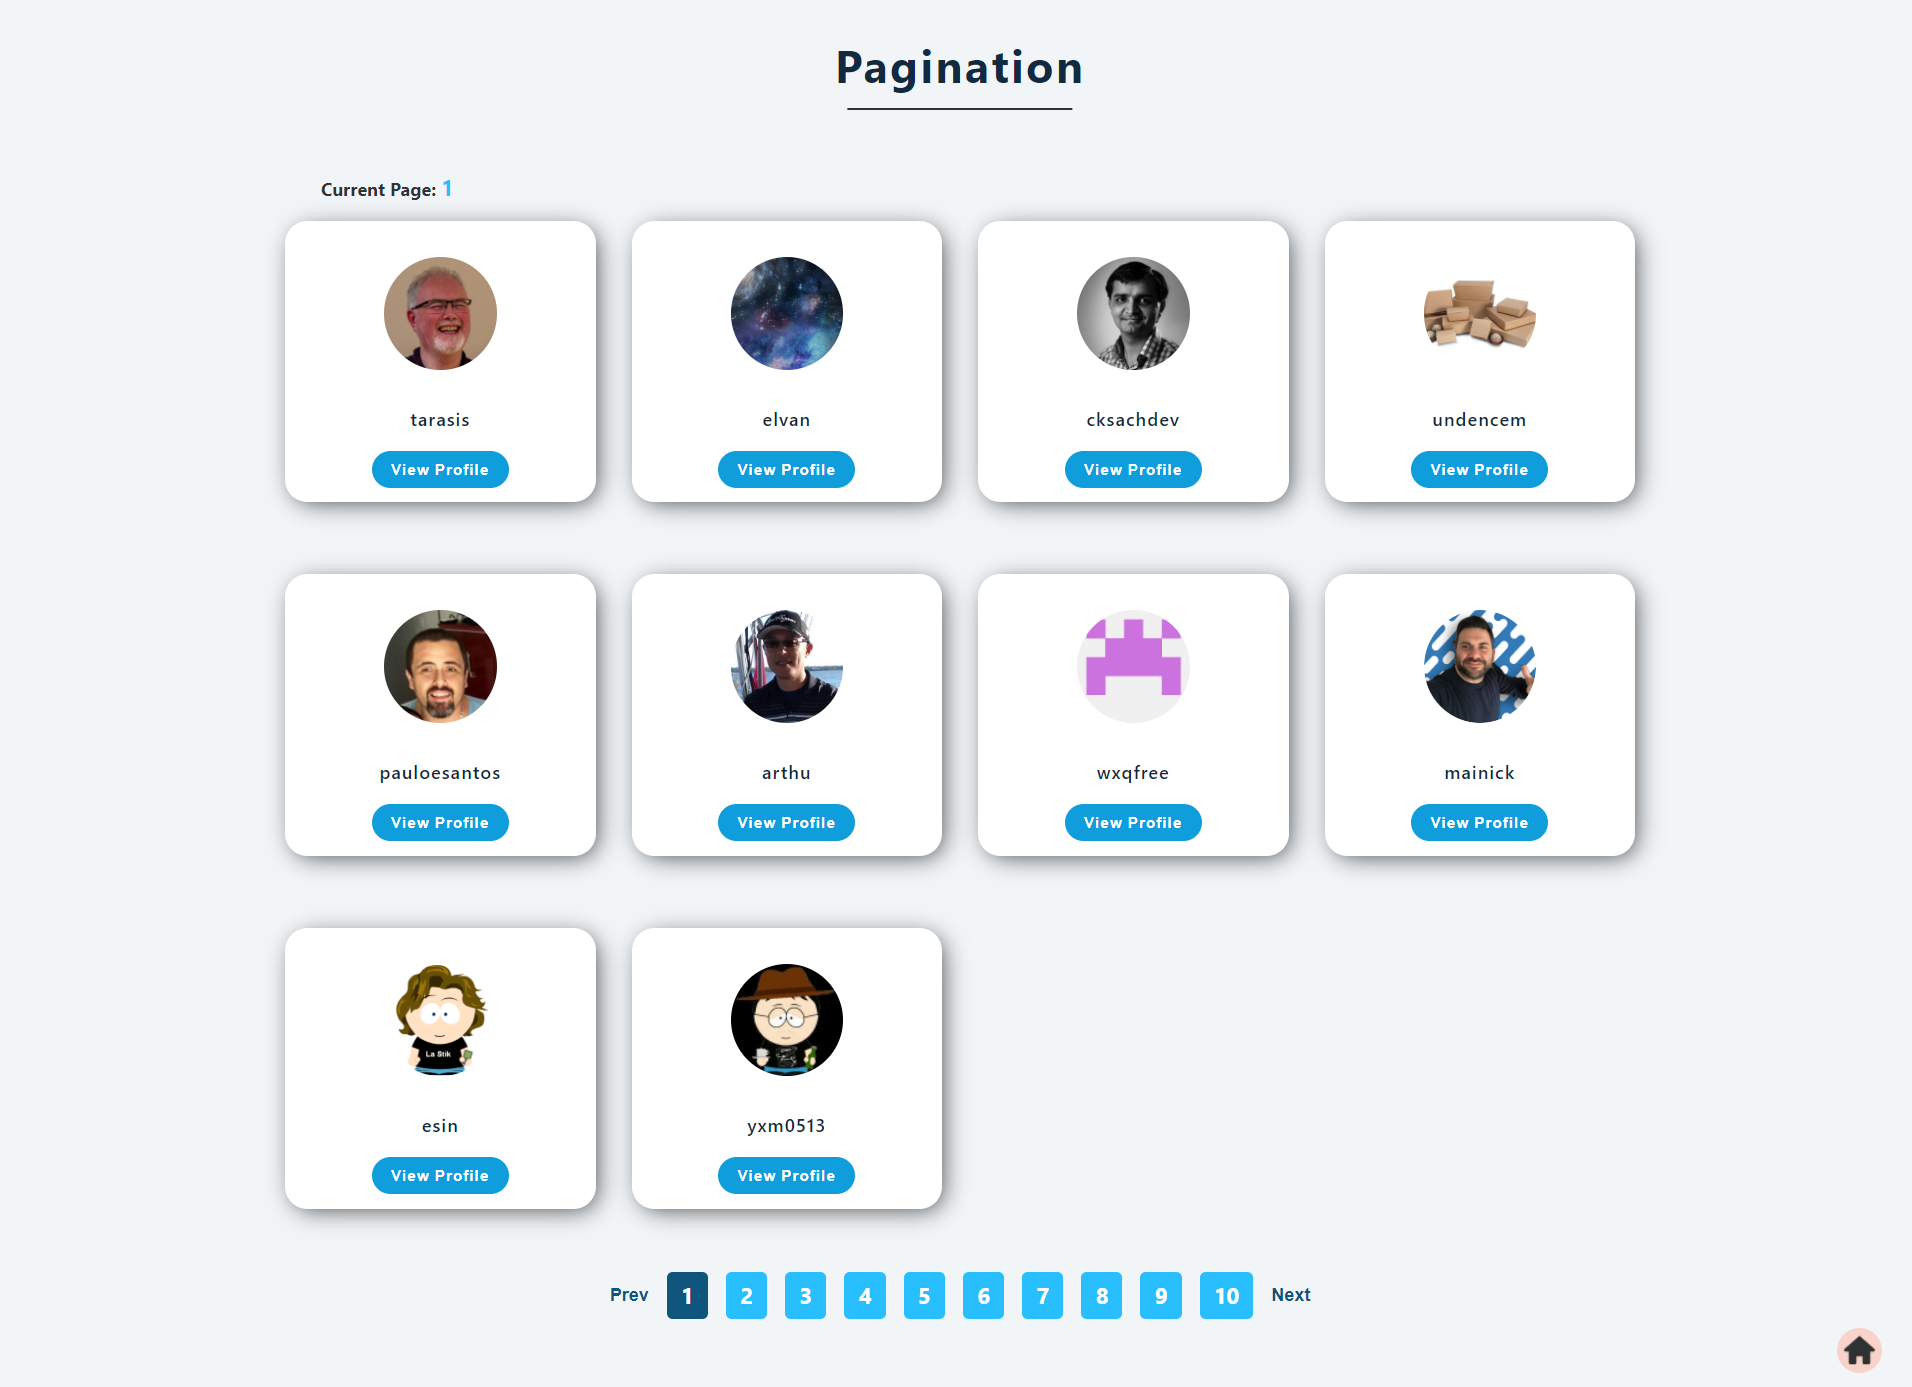 Pagination
Current Page: 1
tarasis
View Profile
elvan
View Profile
cksachdev
View Profile
undencem
View Profile
pauloesantos
View Profile
arthu
View Profile
wxqfree
View Profile
mainick
View Profile
La Stik
esin
View Profile
yxm0513
View Profile
Prev 1 2 3 4 5 6 7 8 9 10 Next